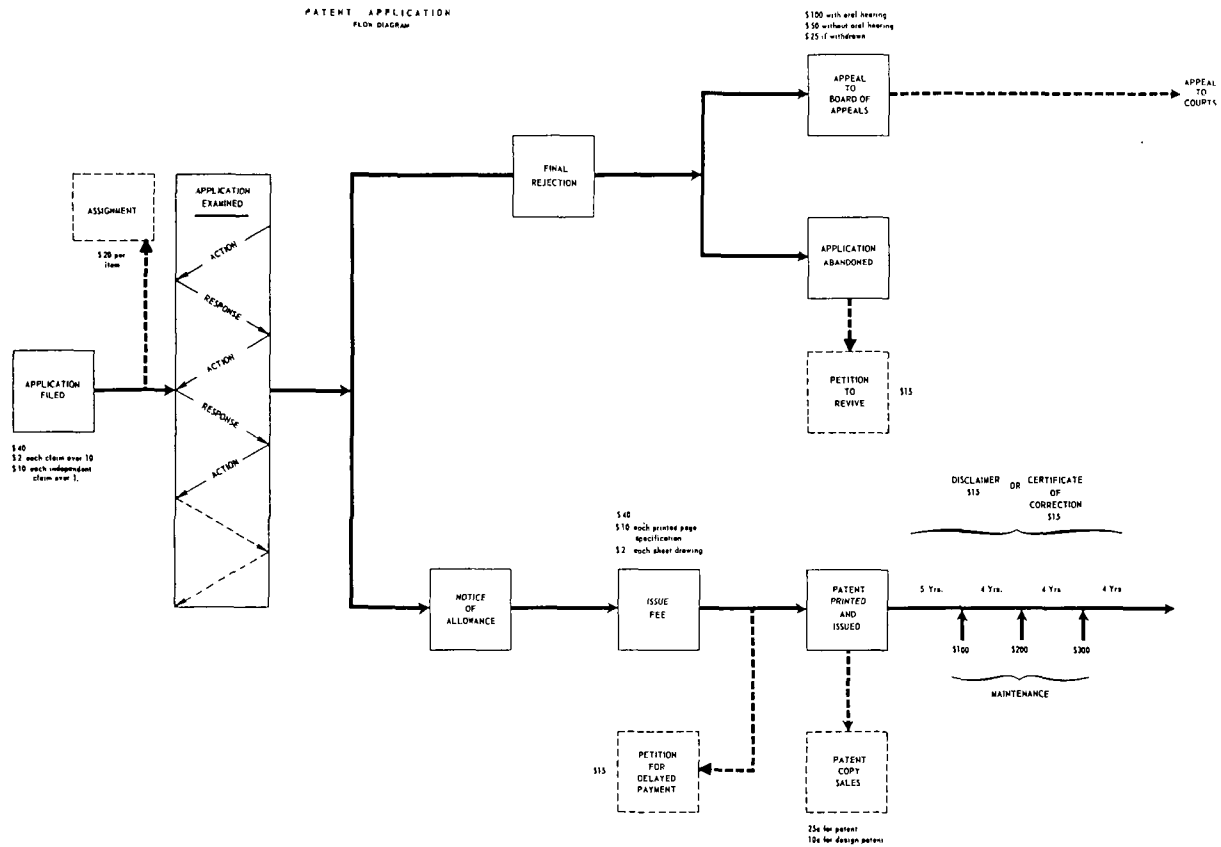 PATENT APPLICATION
FLOW DIAGRAM
$100 with oral hearing
$50 without oral hearing
$25 if withdrawn
APPEAL
TO
BOARD OF
APPEALS
APPEAL
TO
COURTS
FINAL
REJECTION
APPLICATION
ABANDONED
PETITION
TO
REVIVE
$15
ASSIGNMENT
$20 per
item
APPLICATION
EXAMINED
ACTION
RESPONSE
ACTION
RESPONSE
ACTION
APPLICATION
FILED
$40
$2 each claim over 10
$10 each independent
claim over 1.
NOTICE
OF
ALLOWANCE
$40
$10 each printed page
specification
$2 each sheet drawing
ISSUE
FEE
PATENT
PRINTED
AND
ISSUED
DISCLAIMER OR CERTIFICATE
$15 OF
CORRECTION
$15
5 Yrs. 4 Yrs. 4 Yrs 4 Yrs
$100 $200 $300
MAINTENANCE
$15
PETITION
FOR
DELAYED
PAYMENT
PATENT
COPY
SALES
25¢ for patent
10¢ for design patent